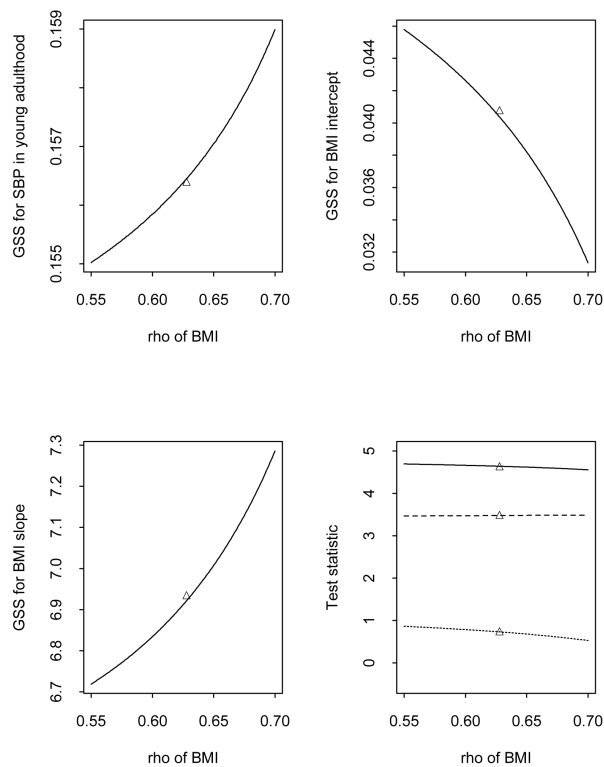 GSS for SBP in young adulthood
0.159
0.157
0.155
0.55 0.60 0.65 0.70
rho of BMI
GSS for BMI intercept
0.044
0.040
0.036
0.032
0.55 0.60 0.65 0.70
rho of BMI
GSS for BMI slope
7.3
7.2
7.1
7.0
6.9
6.8
6.7
0.55 0.60 0.65 0.70
rho of BMI
Test statistic
5
4
3
2
1
0
0.55 0.60 0.65 0.70
rho of BMI